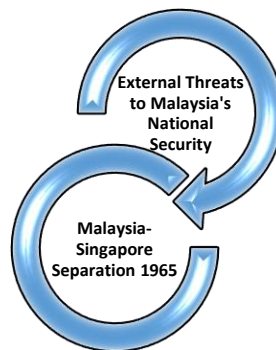 External Threats
to Malaysia's
National
Security
Malaysia-
Singapore
Separation 1965